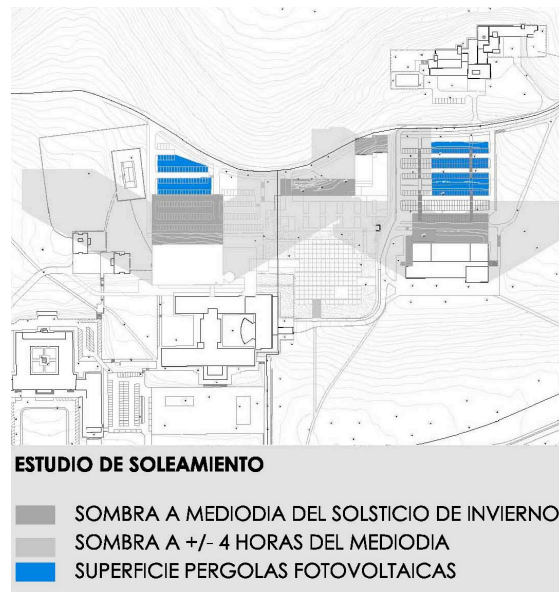 ESTUDIO DE SOLEAMIENTO
SOMBRA A MEDIODIA DEL SOLSTICIO DE INVIERNO
SOMBRA A +/- 4 HORAS DEL MEDIODIA
SUPERFICIE PERGOLAS FOTOVOLTAICAS